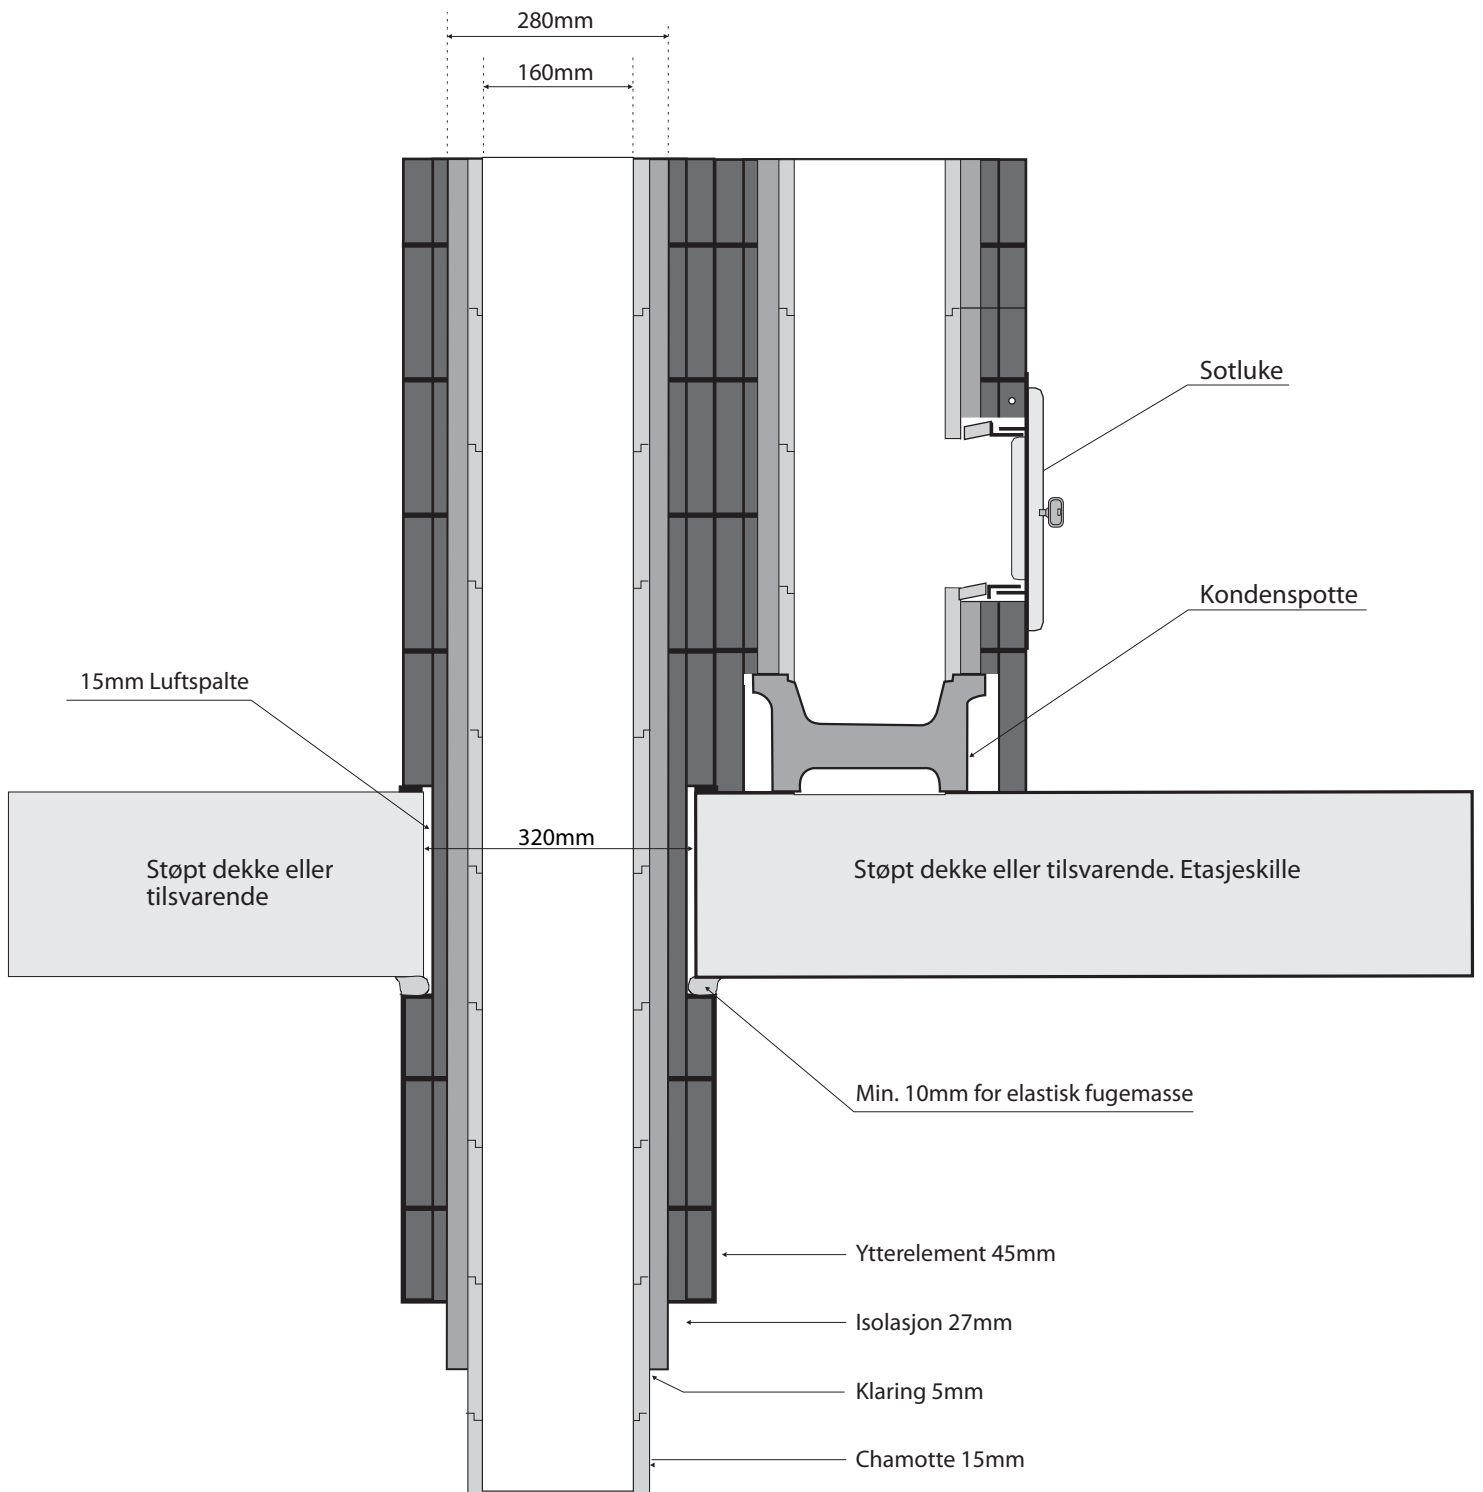 280mm
160mm
Sotluke
Kondenspotte
15mm Luftspalte
320mm
Støpt dekke eller
tilsvarende
Støpt dekke eller tilsvarende. Etasjeskille
Min. 10mm for elastisk fugemasse
Ytterelement 45mm
Isolasjon 27mm
Klaring 5mm
Chamotte 15mm